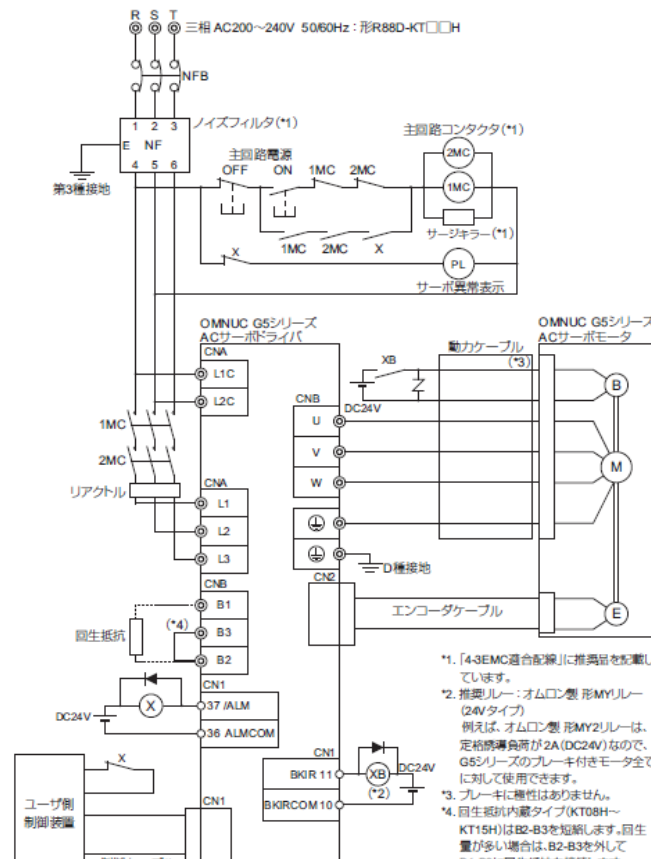 R S T
三相 AC200～240V 50/60Hz：形R88D-KT□□H
NFB
1 2 3
ノイズフィルタ(*1)
E NF
4 5 6
第3種接地
主回路コンタクタ(*1)
主回路電源
OFF ON 1MC 2MC
2MC
1MC
サージキラー(*1)
1MC 2MC X
X
PL
サーボ異常表示
OMNUC G5シリーズ
ACサーボドライバ
OMNUC G5シリーズ
ACサーボモータ
CNA
L1C
L2C
XB
動力ケーブル
(*3)
DC24V
B
CNB
U
V
W
M
1MC
2MC
リアクトル
CNA
L1
L2
L3
D種接地
CN2
エンコーダケーブル
E
CNB
B1
B3
B2
(*4)
回生抵抗
CN1
X
37 /ALM
DC24V
36 ALMCOM
CN1
BKIR 11
XB
DC24V
(*2)
BKIRCOM 10
X
ユーザ側
制御装置
CN1
*1. 「4-3EMC適合配線」に推奨品を記載し
ています。
*2. 推奨リレー：オムロン製 形MYリレー
(24Vタイプ)
例えば、オムロン製 形MY2リレーは、
定格誘導負荷が2A(DC24V)なので、
G5シリーズのブレーキ付きモータ全て
に対して使用できます。
*3. ブレーキに極性はありません。
*4. 回生抵抗内蔵タイプ(KT08H～
KT15H)はB2-B3を短絡します。回生
量が多い場合は、B2-B3を外して